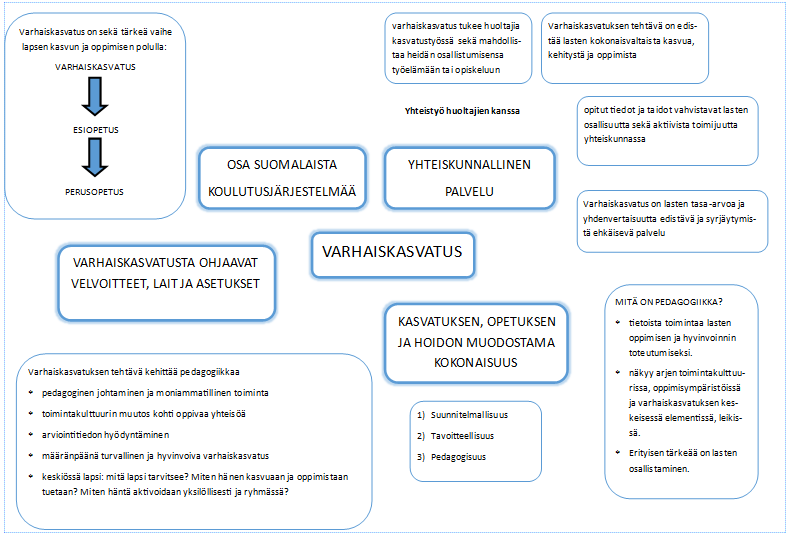 Varhaiskasvatus on sekä tärkeä vaihe
lapsen kasvun ja oppimisen polulla
VARHAISKASVATUS
ESIOPETUS
PERUSOPETUS
varhaiskasvatus tukee huoltajia
kasvatustyössä sekä mahdollis-
taa heidän osallistumisensa
työelämään tai opiskeluun
Varhaiskasvatuksen tehtävä on edis-
tää lasten kokonaisvaltaista kasvua,
kehitystä ja oppimista
Yhteistyö huoltajien kanssa
opitut tiedot ja taidot vahvistavat lasten
osallisuutta sekä aktiivista toimijuutta
yhteiskunnassa
OSA SUOMALAISTA
KOULUTUSJÄRJESTELMÄÄ
YHTEISKUNNALLINEN
PALVELU
Varhaiskasvatus on lasten tasa-arvoa ja
yhdenvertaisuutta edistävä ja syrjäytymis-
tä ehkäisevä palvelu
VARHAISKASVATUS
VARHAISKASVATUSTA OHJAAVAT
VELVOITTEET, LAIT JA ASETUKSET
KASVATUKSEN, OPETUKSEN
JA HOIDON MUODOSTAMA
KOKONAISUUS
MITÄ ON PEDAGOGIIKKA?
tietoista toimintaa lasten
oppimisen ja hyvinvoinnin
toteutumiseksi.
näkyy arjen toimintakulttuu-
rissa, oppimisympäristöissä
ja varhaiskasvatuksen kes-
keisessä elementissä, leikis-
sä.
Erityisen tärkeää on lasten
osallistaminen.
Varhaiskasvatuksen tehtävä kehittää pedagogiikkaa
pedagoginen johtaminen ja moniammatillinen toiminta
toimintakulttuurin muutos kohti oppivaa yhteisöä
arviointitiedon hyödyntäminen
määränpäänä turvallinen ja hyvinvoiva varhaiskasvatus
keskiössä lapsi: mitä lapsi tarvitsee? Miten hänen kasvuaan ja oppimistaan
tuetaan? Miten häntä aktivoidaan yksilöllisesti ja ryhmässä?
1) Suunnitelmallisuus
2) Tavoitteellisuus
3) Pedagogisuus